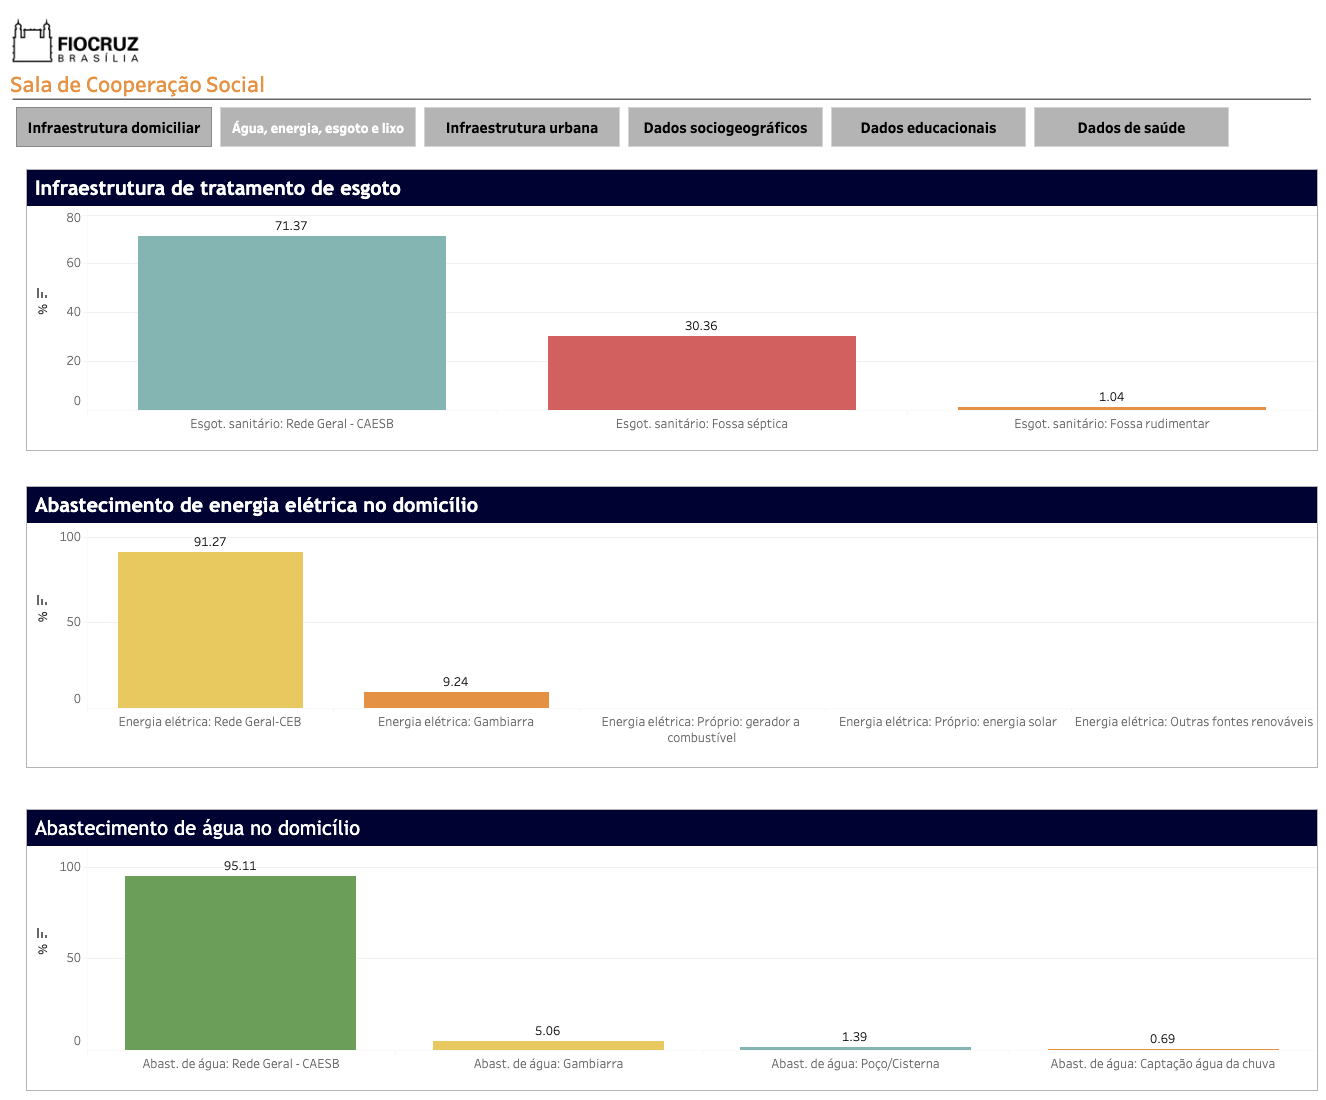 FIOCRUZ
BRASÍLIA
Sala de Cooperação Social
Infraestrutura domiciliar
Água, energia, esgoto e lixo
Infraestrutura urbana
Dados sociogeográficos
Dados educacionais
Dados de saúde
Infraestrutura de tratamento de esgoto
80
60
40
20
0
%
71.37
30.36
1.04
Esgot. sanitário: Rede Geral - CAESB
Esgot. sanitário: Fossa séptica
Esgot. sanitário: Fossa rudimentar
Abastecimento de energia elétrica no domicílio
100
50
0
%
91.27
9.24
Energia elétrica: Rede Geral-CEB
Energia elétrica: Gambiarra
Energia elétrica: Próprio: gerador a
combustível
Energia elétrica: Próprio: energia solar
Energia elétrica: Outras fontes renováveis
Abastecimento de água no domicílio
100
50
0
%
95.11
5.06
1.39
0.69
Abast. de água: Rede Geral - CAESB
Abast. de água: Gambiarra
Abast. de água: Poço/Cisterna
Abast. de água: Captação água da chuva